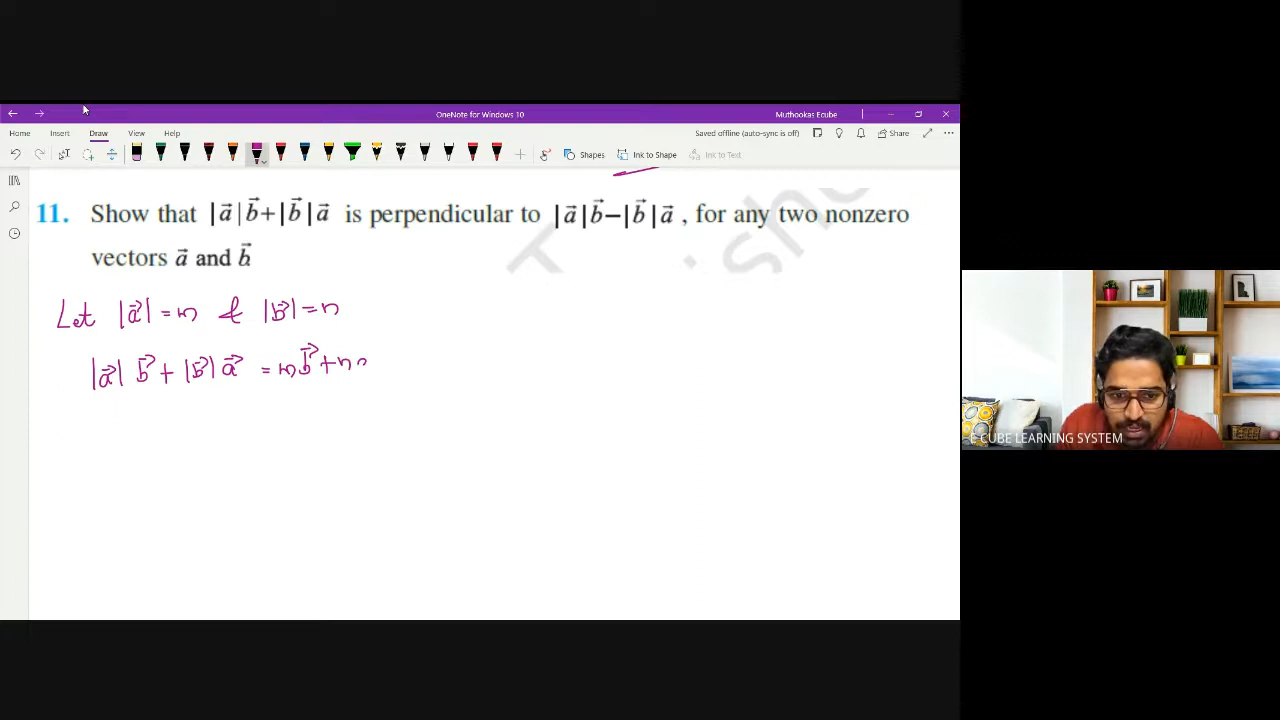 OneNote for Windows 10
Muthookas Ecube
Home Insert Draw View Help
Saved offline (auto-sync is off)
Share
Shapes
Ink to Shape
Ink to Text
11. Show that |a⃗|b⃗+|b⃗|a⃗ is perpendicular to |a⃗|b⃗−|b⃗|a⃗, for any two nonzero
vectors a⃗ and b⃗
Let |a⃗| = m & |b⃗| = n
|a⃗| b⃗ + |b⃗| a⃗ = m b⃗ + n
E CUBE LEARNING SYSTEM